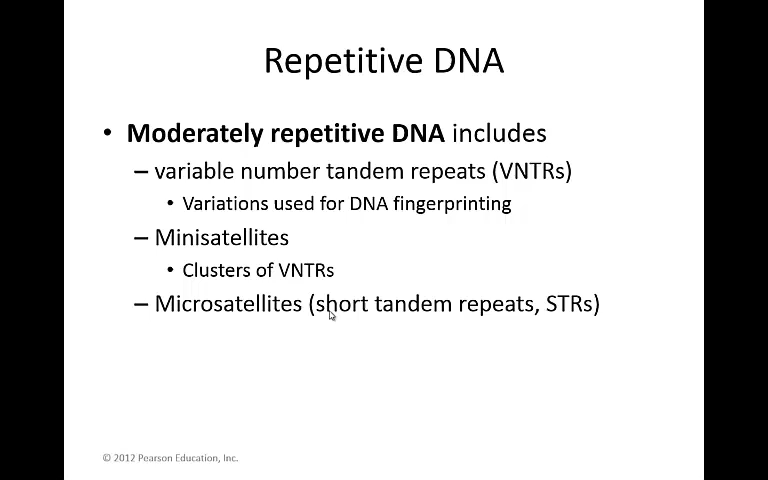 Repetitive DNA
• Moderately repetitive DNA includes
– variable number tandem repeats (VNTRs)
• Variations used for DNA fingerprinting
– Minisatellites
• Clusters of VNTRs
– Microsatellites (short tandem repeats, STRs)
© 2012 Pearson Education, Inc.